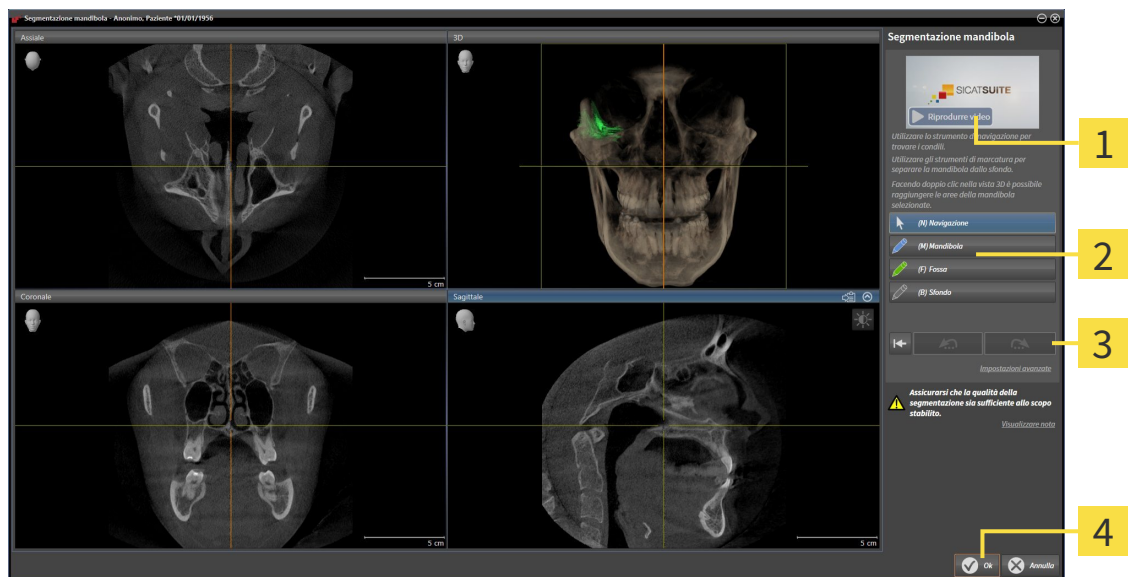 Segmentazione mandibola - Anonimo, Paziente *01/01/1956
Assiale
3D
Segmentazione mandibola
SICATSUITE
Riprodurre video
1
Utilizzare lo strumento di navigazione per
trovare i condili.
Utilizzare gli strumenti di marcatura per
separare la mandibola dallo sfondo.
Facendo doppio clic nella vista 3D è possibile
raggiungere le aree della mandibola
selezionate.
(N) Navigazione
(M) Mandibola
2
(F) Fossa
(B) Sfondo
5 cm
Coronale
Sagittale
3
Impostazioni avanzate
Assicurarsi che la qualità della
segmentazione sia sufficiente allo scopo
stabilito.
Visualizzare nota
5 cm
5 cm
4
Ok
Annulla